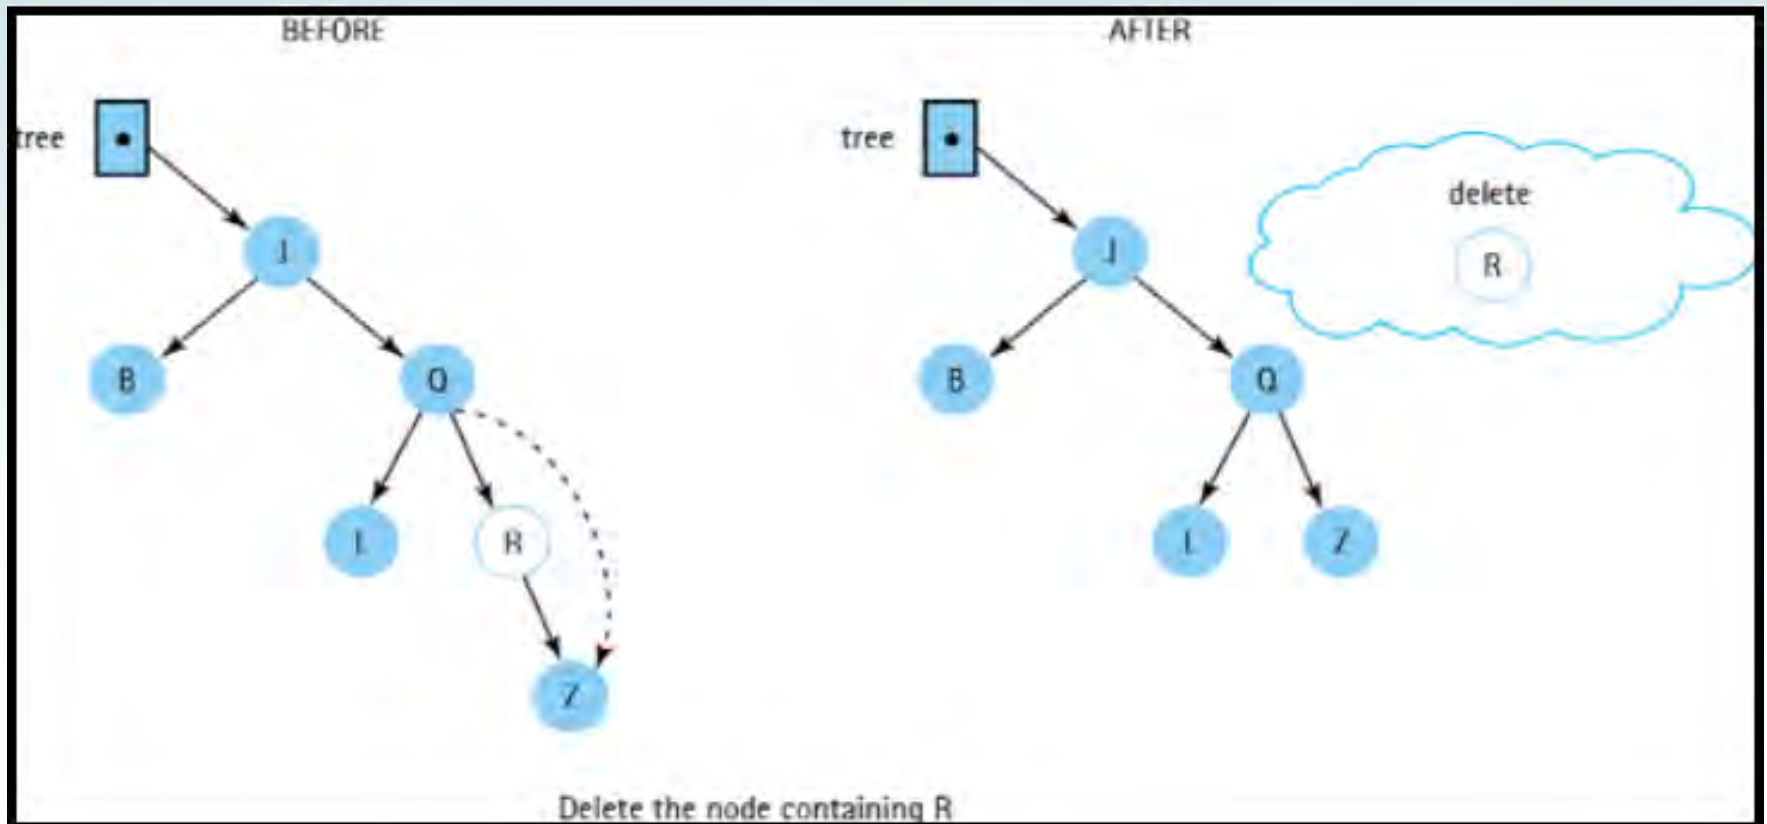 BEFORE
AFTER
tree
J
B
Q
L
R
Z
tree
J
B
Q
L
Z
delete
R
Delete the node containing R